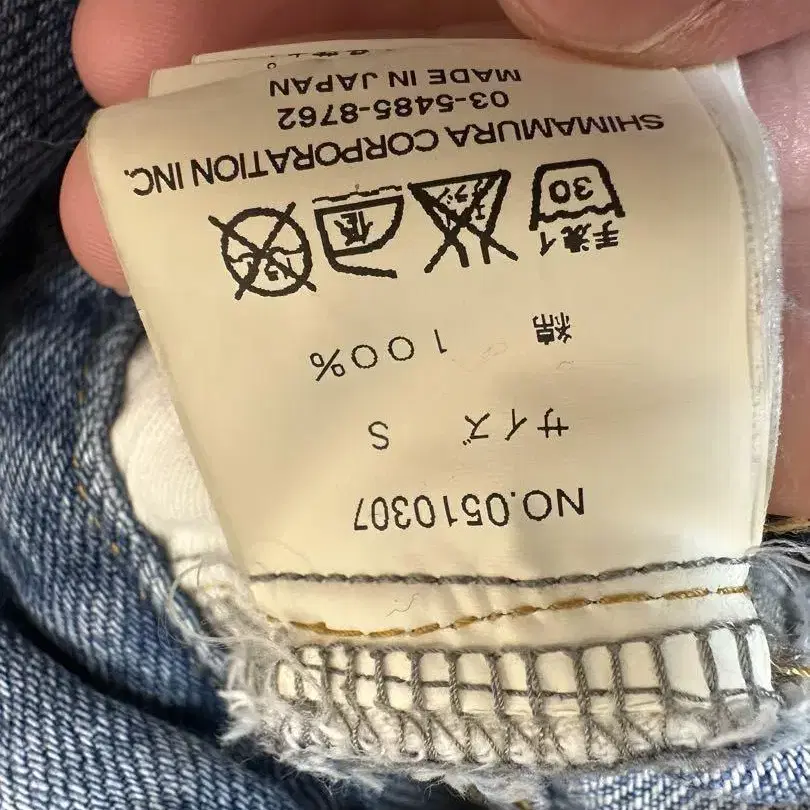 NO.0510307
サイズ S
綿 100%
手洗イ
30 低
SHIMAMURA CORPORATION INC.
03-5485-8762
MADE IN JAPAN